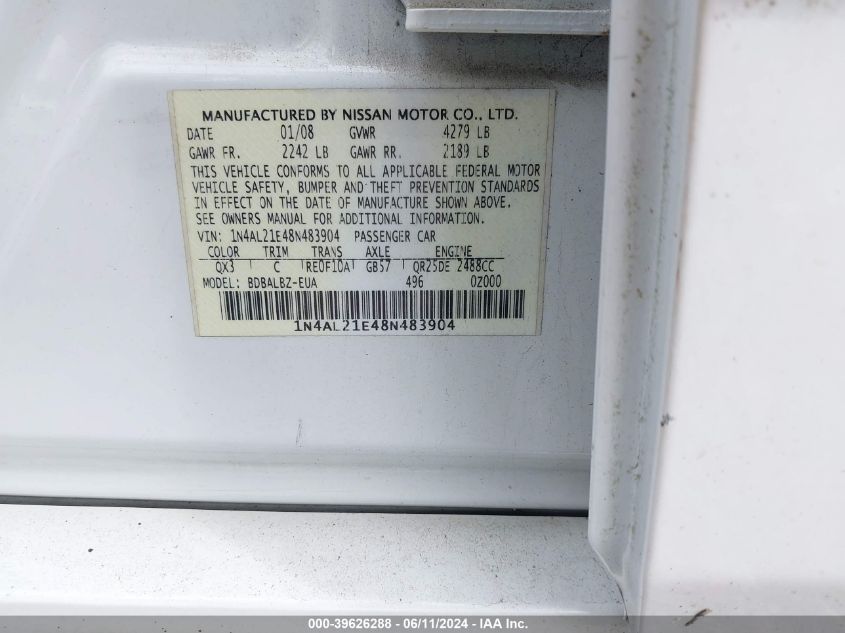 MANUFACTURED BY NISSAN MOTOR CO., LTD.
DATE 01/08 GVWR 4279 LB
GAWR FR. 2242 LB GAWR RR. 2189 LB
THIS VEHICLE CONFORMS TO ALL APPLICABLE FEDERAL MOTOR
VEHICLE SAFETY, BUMPER AND THEFT PREVENTION STANDARDS
IN EFFECT ON THE DATE OF MANUFACTURE SHOWN ABOVE.
SEE OWNERS MANUAL FOR ADDITIONAL INFORMATION.
VIN: 1N4AL21E48N483904 PASSENGER CAR
COLOR TRIM TRANS AXLE ENGINE
QX3 C RE0F10A GB57 QR25DE 2488CC
MODEL: BDBALBZ-EUA 496 0Z000
1N4AL21E48N483904
000-39626288 - 06/11/2024 - IAA Inc.